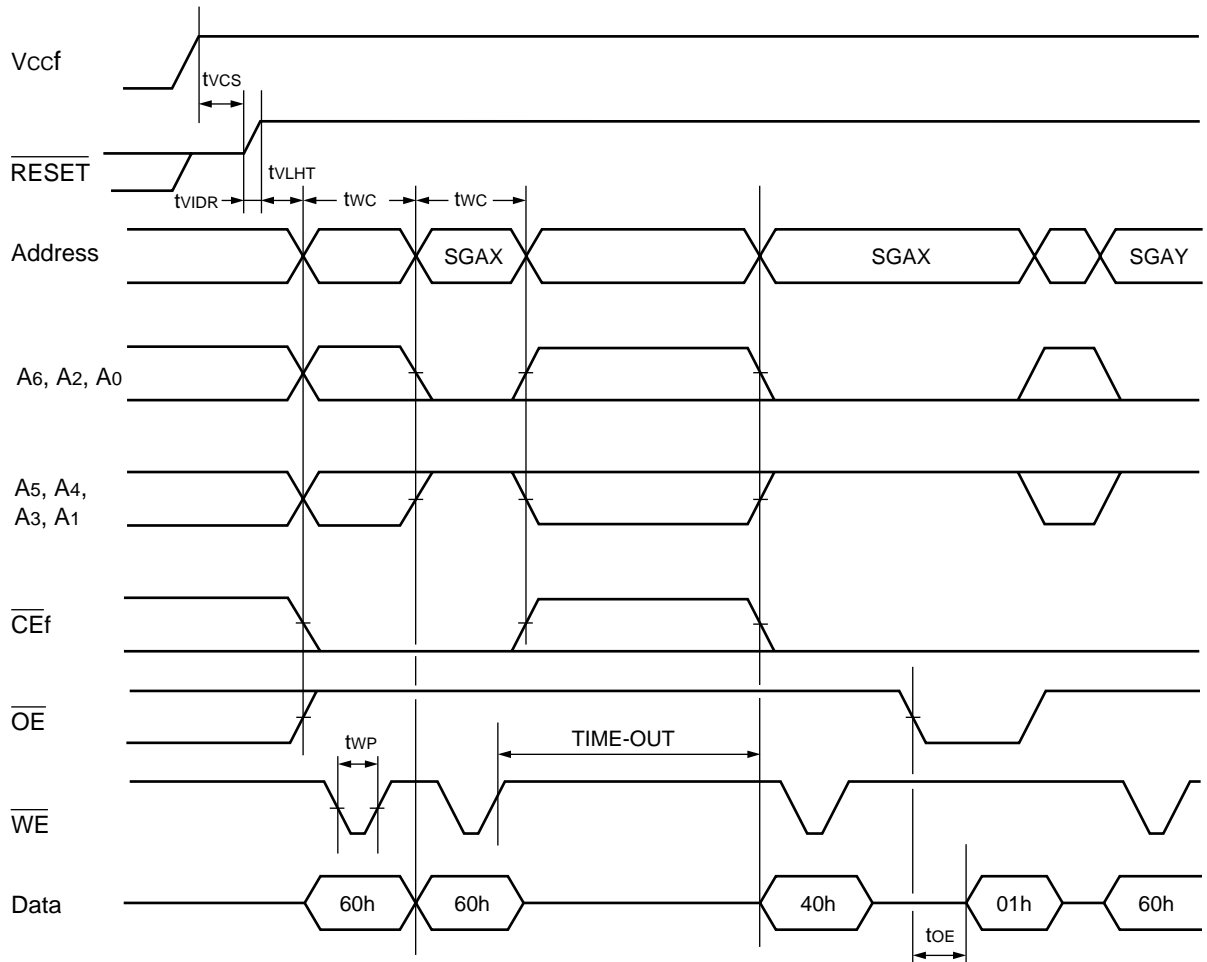 VCCf
tVCS
RESET
tVLHT
tVIDR
tWC
tWC
Address
SGAX
SGAX
SGAY
A6, A2, A0
A5, A4,
A3, A1
CEf
OE
TIME-OUT
tWP
WE
Data
60h
60h
40h
01h
60h
tOE